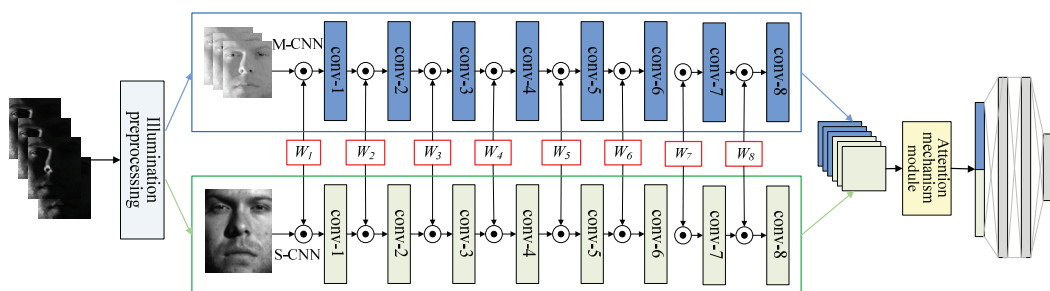 Illumination
preprocessing
M-CNN
conv-1
conv-2
conv-3
conv-4
conv-5
conv-6
conv-7
conv-8
W1
W2
W3
W4
W5
W6
W7
W8
S-CNN
conv-1
conv-2
conv-3
conv-4
conv-5
conv-6
conv-7
conv-8
Attention
mechanism
module